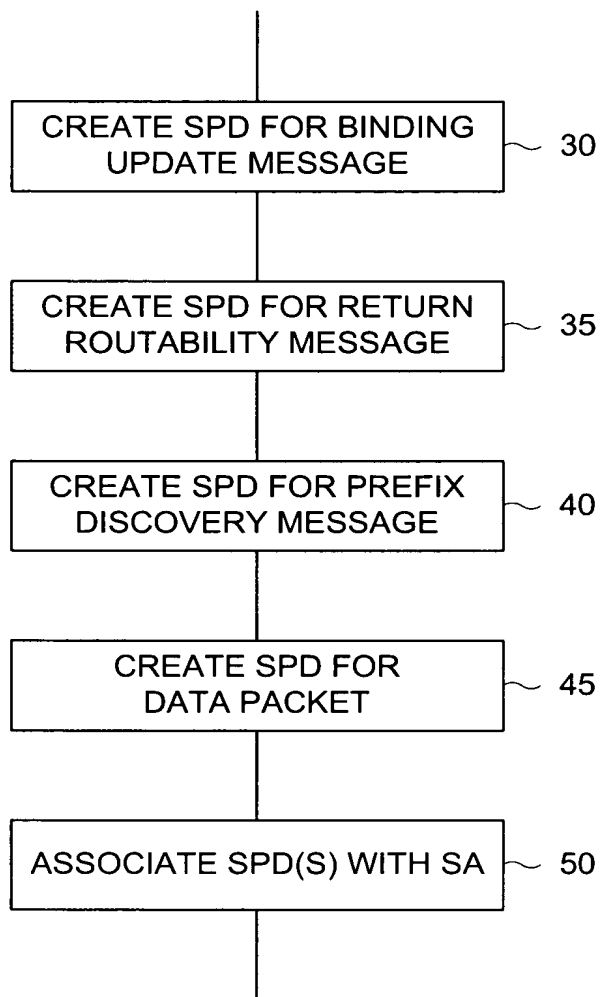 CREATE SPD FOR BINDING
UPDATE MESSAGE
30
CREATE SPD FOR RETURN
ROUTABILITY MESSAGE
35
CREATE SPD FOR PREFIX
DISCOVERY MESSAGE
40
CREATE SPD FOR
DATA PACKET
45
ASSOCIATE SPD(S) WITH SA
50